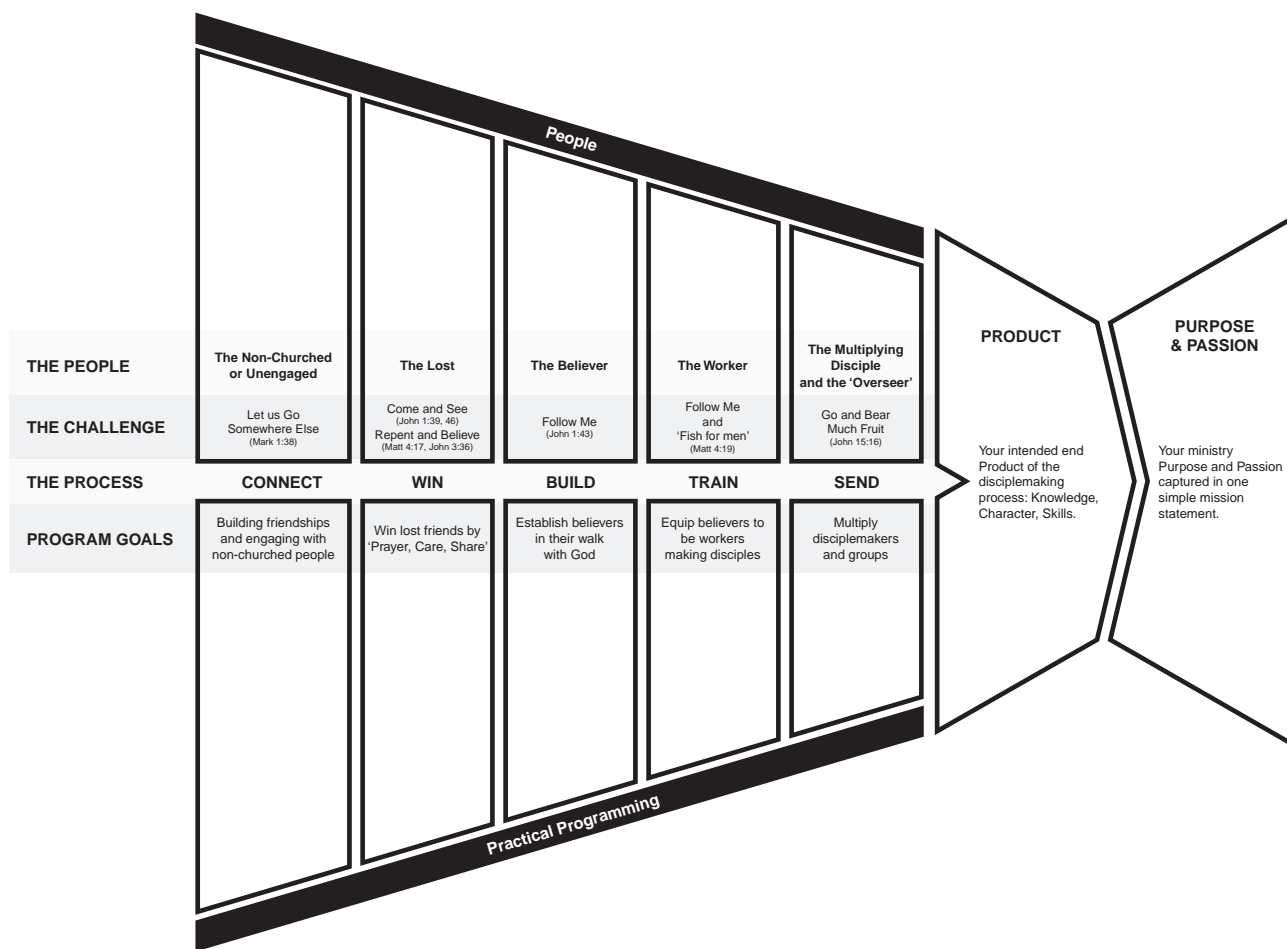 People
THE PEOPLE
The Non-Churched
or Unengaged
The Lost
The Believer
The Worker
The Multiplying
Disciple
and the ‘Overseer’
THE CHALLENGE
Let us Go
Somewhere Else
(Mark 1:38)
Come and See
(John 1:39, 46)
Repent and Believe
(Matt 4:17, John 3:36)
Follow Me
(John 1:43)
Follow Me
and
‘Fish for men’
(Matt 4:19)
Go and Bear
Much Fruit
(John 15:16)
THE PROCESS
CONNECT
WIN
BUILD
TRAIN
SEND
PROGRAM GOALS
Building friendships
and engaging with
non-churched people
Win lost friends by
‘Prayer, Care, Share’
Establish believers
in their walk
with God
Equip believers to
be workers
making disciples
Multiply
disciplemakers
and groups
Practical Programming
PRODUCT
Your intended end
Product of the
disciplemaking
process: Knowledge,
Character, Skills.
PURPOSE
& PASSION
Your ministry
Purpose and Passion
captured in one
simple mission
statement.